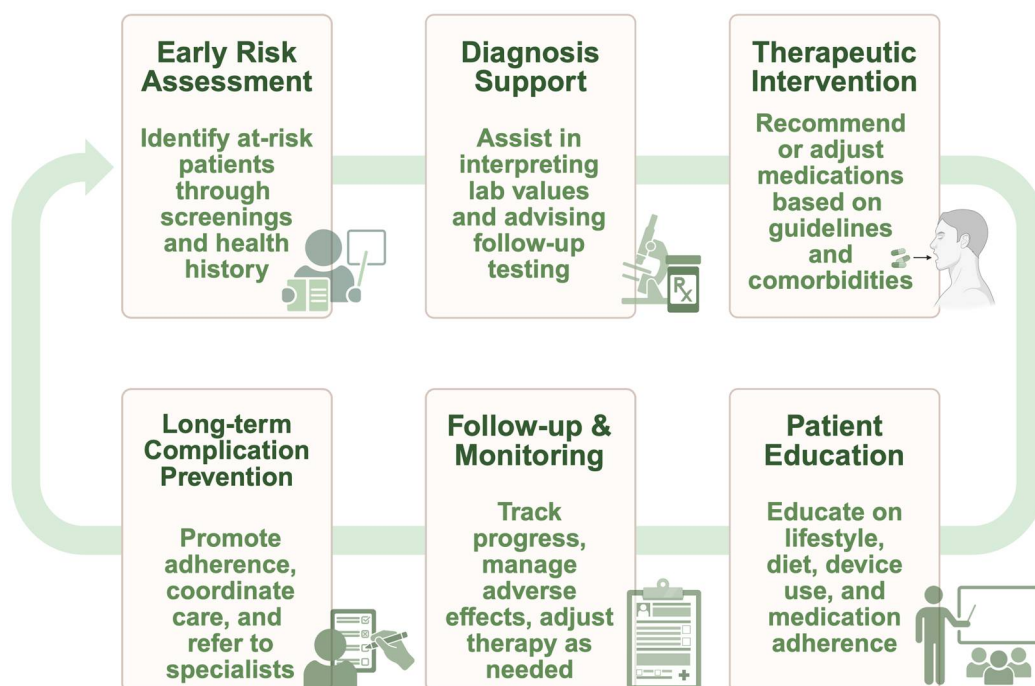 Early Risk
Assessment
Identify at-risk
patients
through
screenings
and health
history
Diagnosis
Support
Assist in
interpreting
lab values
and advising
follow-up
testing
Rx
Therapeutic
Intervention
Recommend
or adjust
medications
based on
guidelines
and
comorbidities
Long-term
Complication
Prevention
Promote
adherence,
coordinate
care, and
refer to
specialists
Follow-up &
Monitoring
Track
progress,
manage
adverse
effects, adjust
therapy as
needed
Patient
Education
Educate on
lifestyle,
diet, device
use, and
medication
adherence